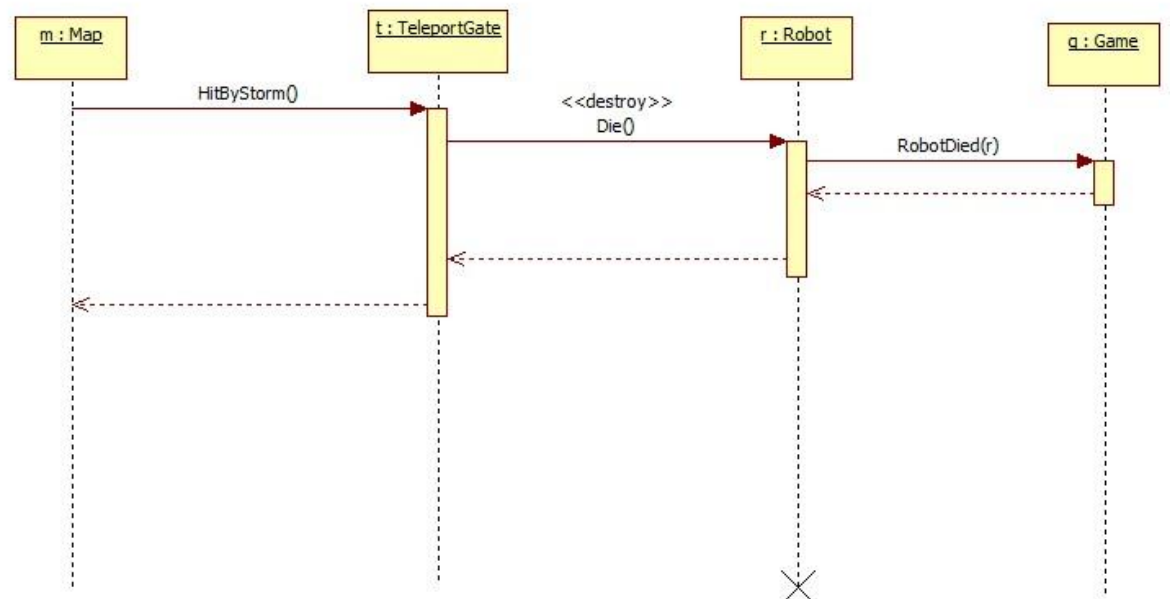 m : Map
t : TeleportGate
r : Robot
g : Game
HitByStorm()
<<destroy>>
Die()
RobotDied(r)